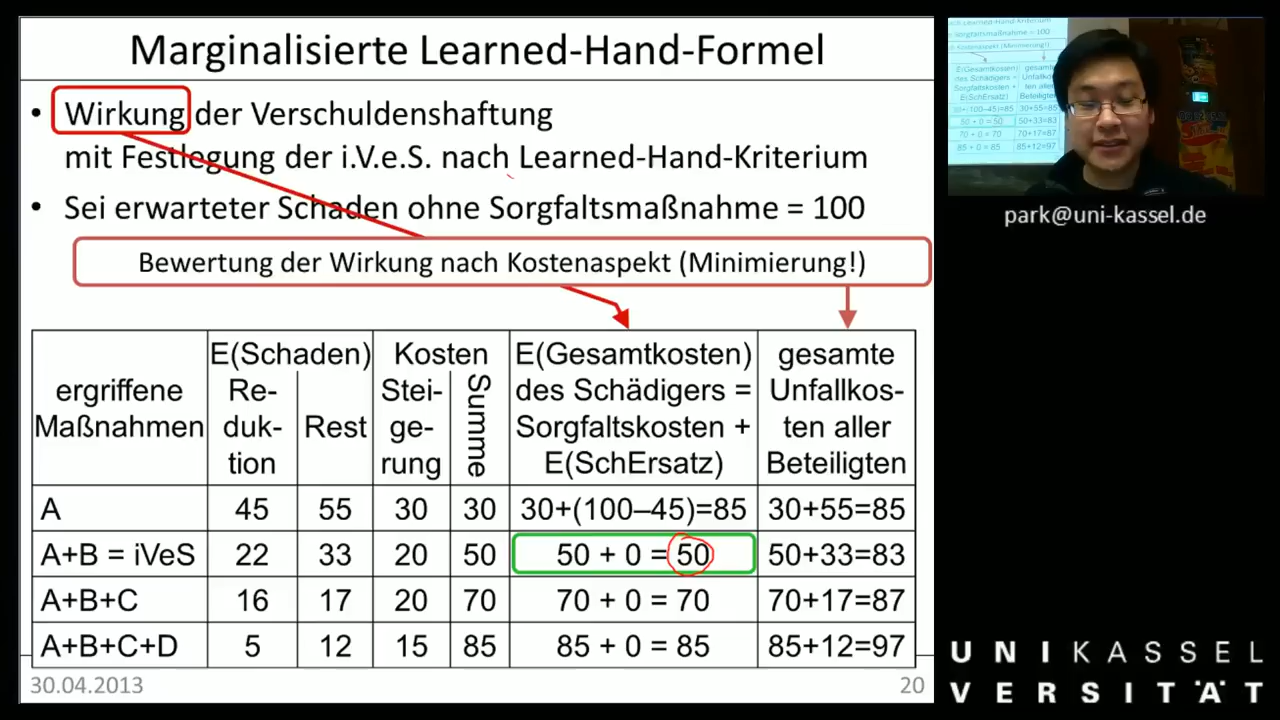 Marginalisierte Learned-Hand-Formel
• Wirkung der Verschuldenshaftung
mit Festlegung der i.V.e.S. nach Learned-Hand-Kriterium
• Sei erwarteter Schaden ohne Sorgfaltsmaßnahme = 100
Bewertung der Wirkung nach Kostenaspekt (Minimierung!)
ergriffene Maßnahmen
E(Schaden)
Re-
duk-
tion
Rest
Kosten
Stei-
ge-
rung
Summe
E(Gesamtkosten)
des Schädigers =
Sorgfaltskosten +
E(SchErsatz)
gesamte
Unfallkos-
ten aller
Beteiligten
A 45 55 30 30 30+(100–45)=85 30+55=85
A+B = iVeS 22 33 20 50 50 + 0 = 50 50+33=83
A+B+C 16 17 20 70 70 + 0 = 70 70+17=87
A+B+C+D 5 12 15 85 85 + 0 = 85 85+12=97
30.04.2013 20
park@uni-kassel.de
UNIKASSEL
VERSITÄT